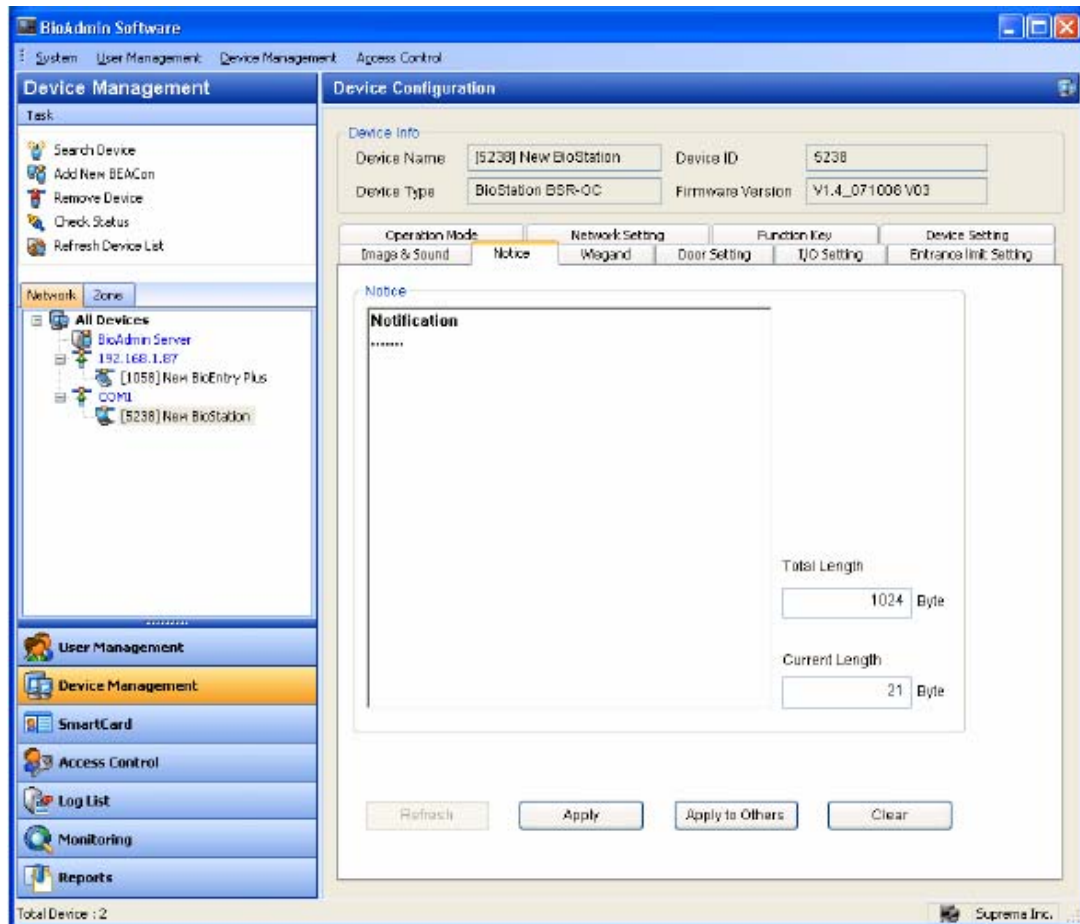 BioAdmin Software
System User Management Device Management Access Control
Device Management
Task
Search Device
Add New BEACon
Remove Device
Check Status
Refresh Device List
Network Zone
All Devices
BioAdmin Server
192.168.1.87
[1058] New BioEntry Plus
COM1
[5238] New BioStation
User Management
Device Management
SmartCard
Access Control
Log List
Monitoring
Reports
Device Configuration
Device Info
Device Name [5238] New BioStation Device ID 5238
Device Type BioStation BSR-OC Firmware Version V1.4_071006 V03
Operation Mode Network Setting Function Key Device Setting
Image & Sound Notice Wiegand Door Setting I/O Setting Entrance limit Setting
Notice
Notification
.......
Total Length
1024 Byte
Current Length
21 Byte
Refresh Apply Apply to Others Clear
Total Device : 2 Suprema Inc.